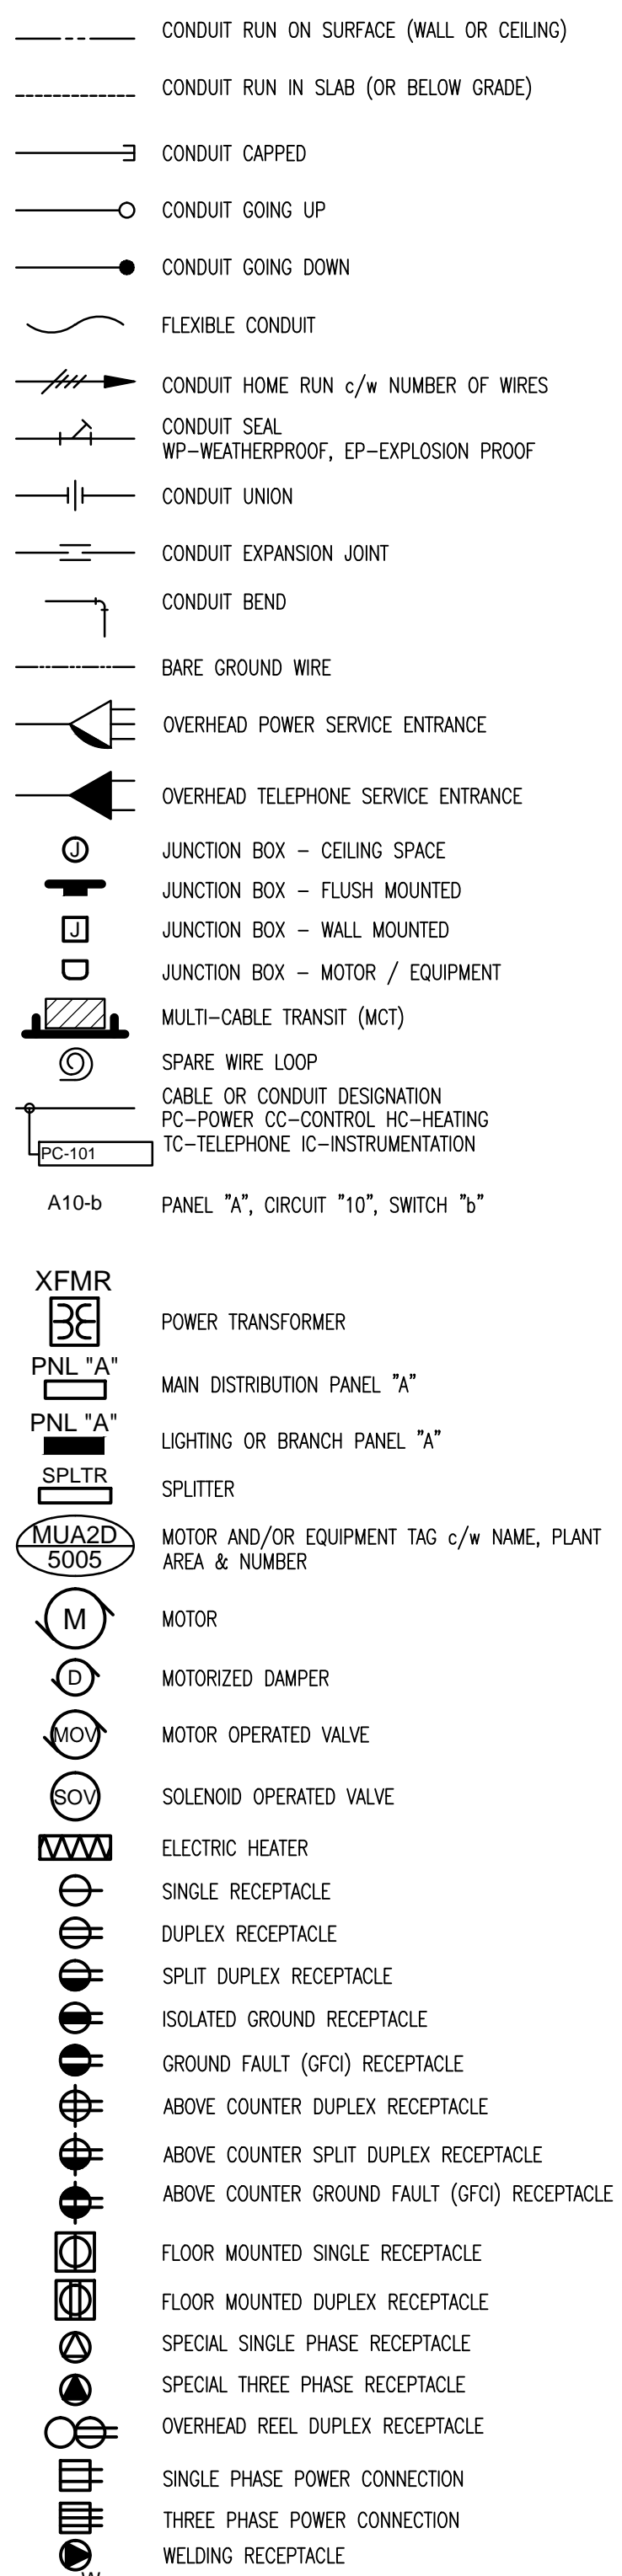 CONDUIT RUN ON SURFACE (WALL OR CEILING)
CONDUIT RUN IN SLAB (OR BELOW GRADE)
CONDUIT CAPPED
CONDUIT GOING UP
CONDUIT GOING DOWN
FLEXIBLE CONDUIT
CONDUIT HOME RUN c/w NUMBER OF WIRES
CONDUIT SEAL
WP-WEATHERPROOF, EP-EXPLOSION PROOF
CONDUIT UNION
CONDUIT EXPANSION JOINT
CONDUIT BEND
BARE GROUND WIRE
OVERHEAD POWER SERVICE ENTRANCE
OVERHEAD TELEPHONE SERVICE ENTRANCE
J JUNCTION BOX - CEILING SPACE
JUNCTION BOX - FLUSH MOUNTED
J JUNCTION BOX - WALL MOUNTED
JUNCTION BOX - MOTOR / EQUIPMENT
MULTI-CABLE TRANSIT (MCT)
SPARE WIRE LOOP
CABLE OR CONDUIT DESIGNATION
PC-POWER CC-CONTROL HC-HEATING
PC-101 TC-TELEPHONE IC-INSTRUMENTATION
A10-b PANEL "A", CIRCUIT "10", SWITCH "b"
XFMR
POWER TRANSFORMER
PNL "A"
MAIN DISTRIBUTION PANEL "A"
PNL "A"
LIGHTING OR BRANCH PANEL "A"
SPLTR
SPLITTER
MUA2D MOTOR AND/OR EQUIPMENT TAG c/w NAME, PLANT
5005 AREA & NUMBER
M MOTOR
D MOTORIZED DAMPER
MOV MOTOR OPERATED VALVE
SOV SOLENOID OPERATED VALVE
ELECTRIC HEATER
SINGLE RECEPTACLE
DUPLEX RECEPTACLE
SPLIT DUPLEX RECEPTACLE
ISOLATED GROUND RECEPTACLE
GROUND FAULT (GFCI) RECEPTACLE
ABOVE COUNTER DUPLEX RECEPTACLE
ABOVE COUNTER SPLIT DUPLEX RECEPTACLE
ABOVE COUNTER GROUND FAULT (GFCI) RECEPTACLE
FLOOR MOUNTED SINGLE RECEPTACLE
FLOOR MOUNTED DUPLEX RECEPTACLE
SPECIAL SINGLE PHASE RECEPTACLE
SPECIAL THREE PHASE RECEPTACLE
OVERHEAD REEL DUPLEX RECEPTACLE
SINGLE PHASE POWER CONNECTION
THREE PHASE POWER CONNECTION
WELDING RECEPTACLE